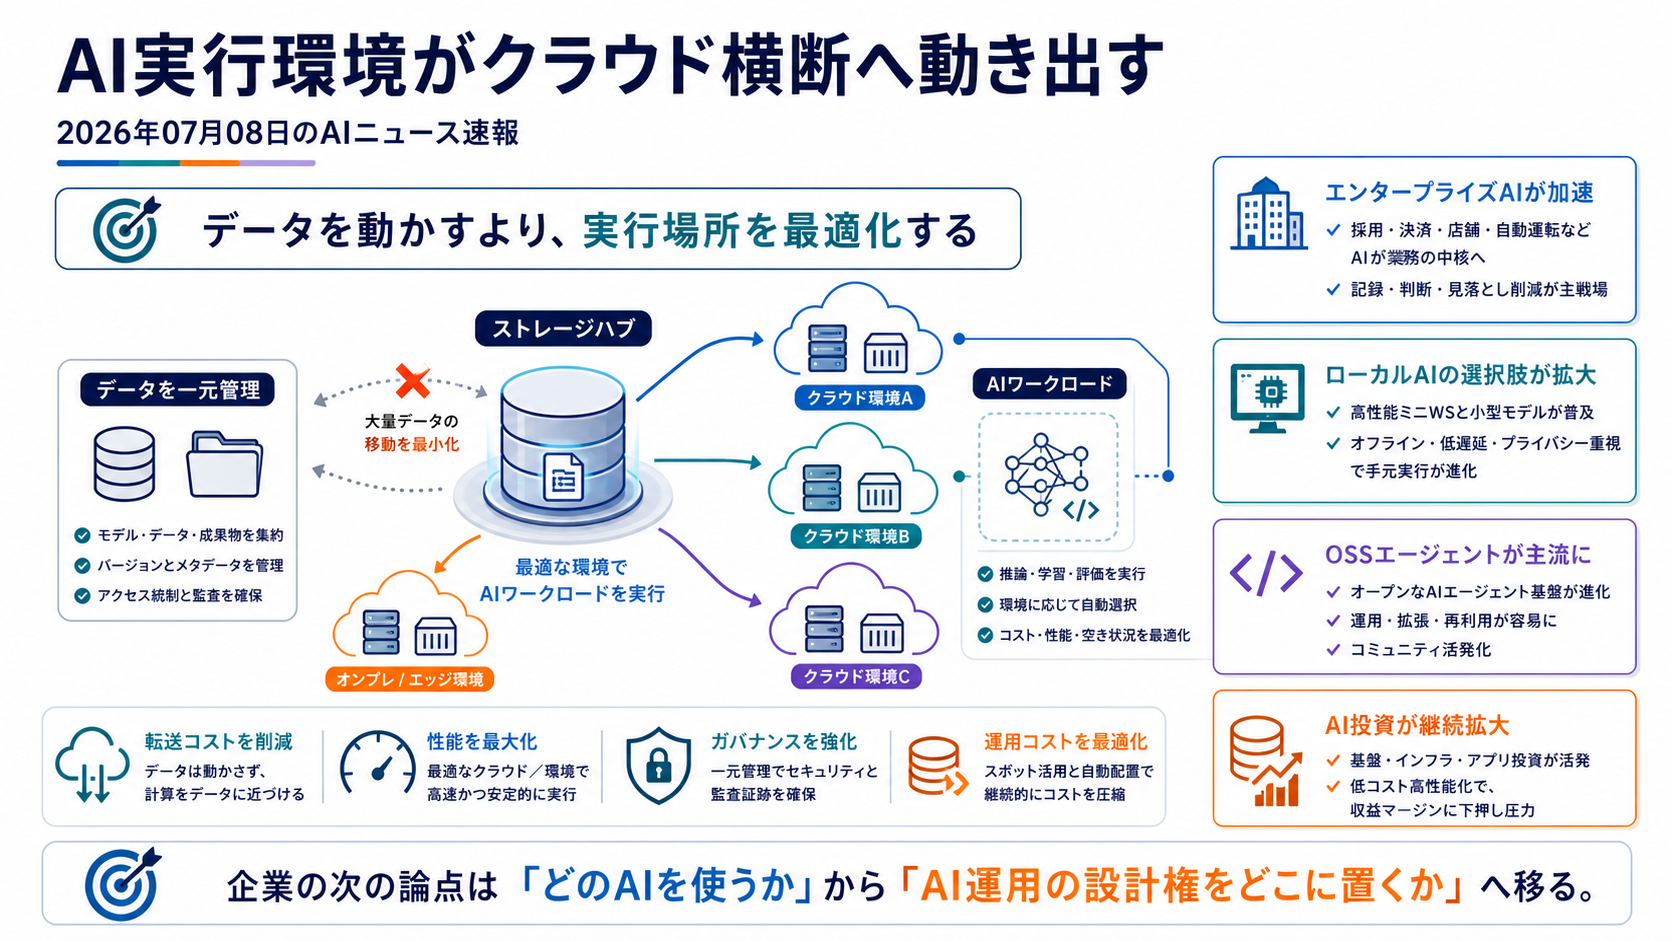 AI実行環境がクラウド横断へ動き出す
2026年07月08日のAIニュース速報
データを動かすより、実行場所を最適化する
データを一元管理
モデル・データ・成果物を集約
バージョンとメタデータを管理
アクセス統制と監査を確保
大量データの
移動を最小化
ストレージハブ
最適な環境で
AIワークロードを実行
オンプレ / エッジ環境
クラウド環境A
クラウド環境B
クラウド環境C
AIワークロード
</>
推論・学習・評価を実行
環境に応じて自動選択
コスト・性能・空き状況を最適化
エンタープライズAIが加速
採用・決済・店舗・自動運転など
AIが業務の中核へ
記録・判断・見落とし削減が主戦場
ローカルAIの選択肢が拡大
高性能ミニWSと小型モデルが普及
オフライン・低遅延・プライバシー重視
で手元実行が進化
</>
OSSエージェントが主流に
オープンなAIエージェント基盤が進化
運用・拡張・再利用が容易に
コミュニティ活発化
AI投資が継続拡大
基盤・インフラ・アプリ投資が活発
低コスト高性能化で、
収益マージンに下押し圧力
転送コストを削減
データは動かさず、
計算をデータに近づける
性能を最大化
最適なクラウド／環境で
高速かつ安定的に実行
ガバナンスを強化
一元管理でセキュリティと
監査証跡を確保
運用コストを最適化
スポット活用と自動配置で
継続的にコストを圧縮
企業の次の論点は「どのAIを使うか」から「AI運用の設計権をどこに置くか」へ移る。